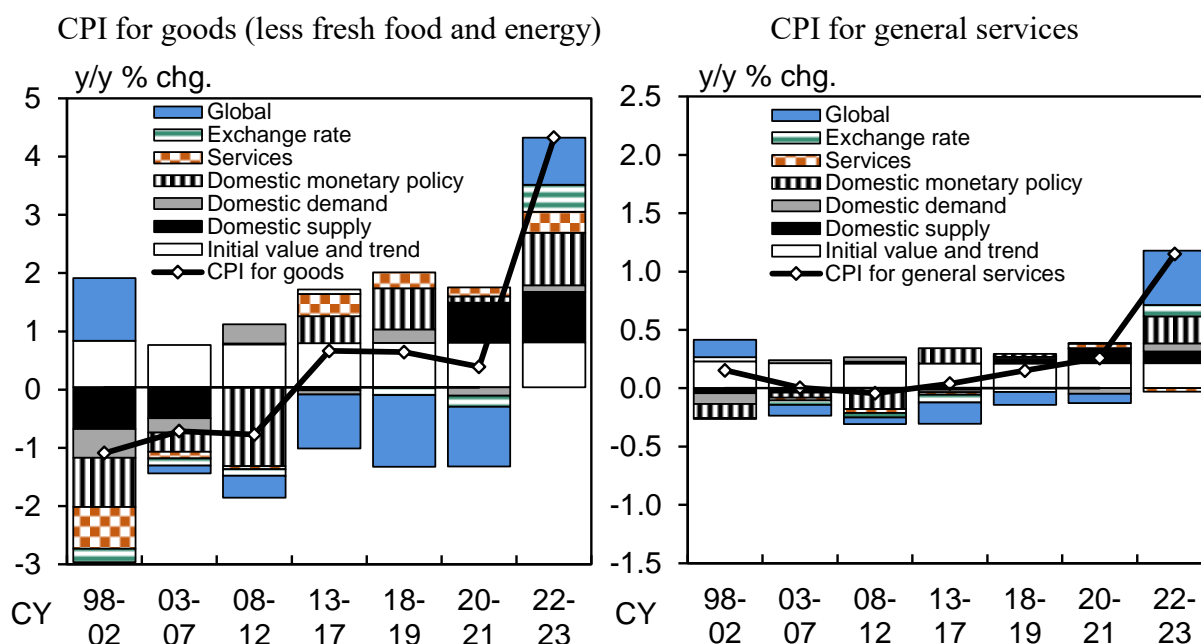 CPI for goods (less fresh food and energy)
y/y % chg.
5
4
3
2
1
0
-1
-2
-3
Global
Exchange rate
Services
Domestic monetary policy
Domestic demand
Domestic supply
Initial value and trend
CPI for goods
CY
98-02
03-07
08-12
13-17
18-19
20-21
22-23
CPI for general services
y/y % chg.
2.5
2.0
1.5
1.0
0.5
0.0
-0.5
-1.0
-1.5
Global
Exchange rate
Services
Domestic monetary policy
Domestic demand
Domestic supply
Initial value and trend
CPI for general services
CY
98-02
03-07
08-12
13-17
18-19
20-21
22-23